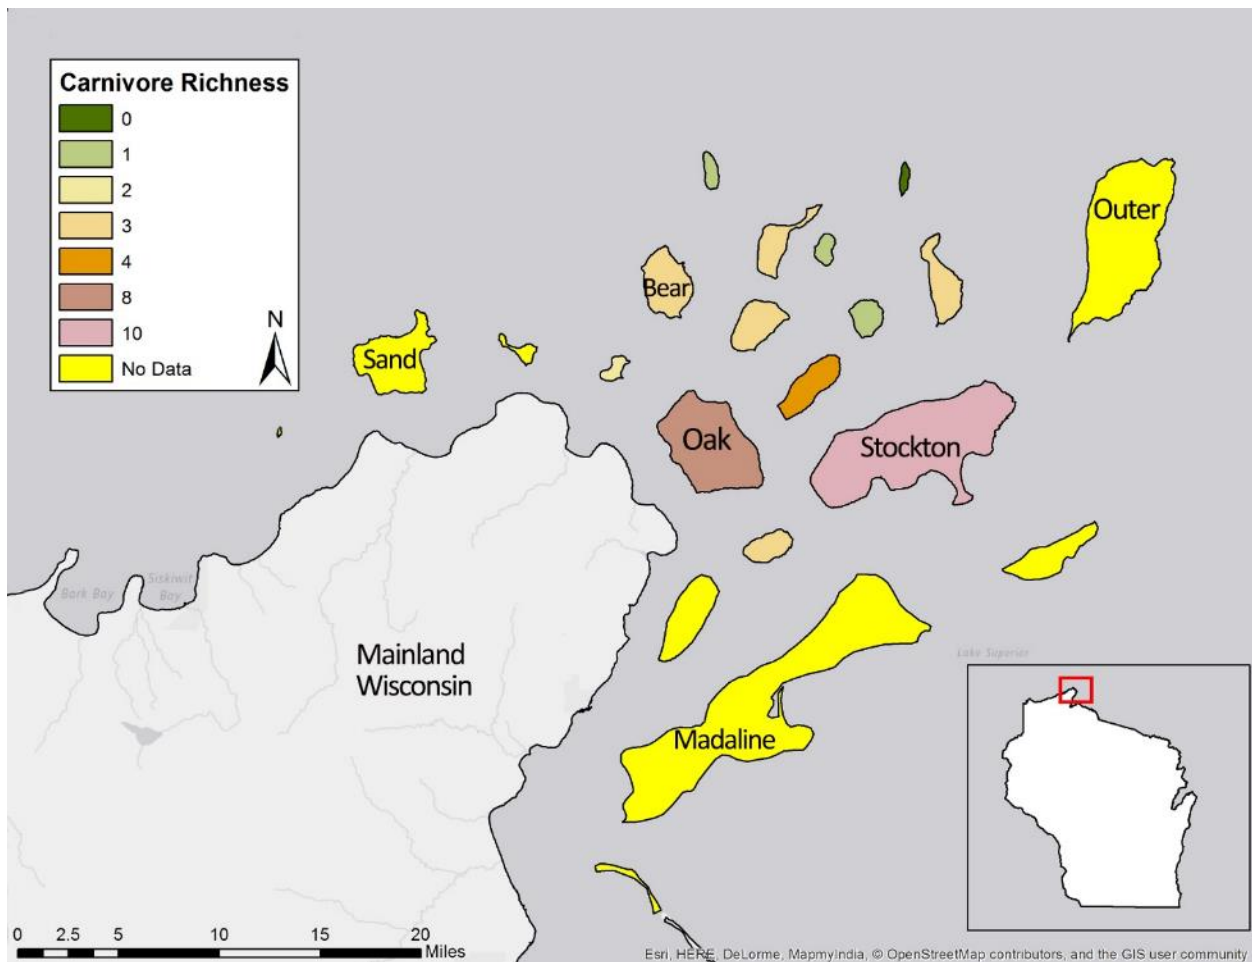 Carnivore Richness
0
1
2
3
4
8
10
No Data
N
Outer
Bear
Sand
Oak
Stockton
Bark Bay
Siskiwit
Bay
Mainland
Wisconsin
Lake Superior
Madaline
0 2.5 5 10 15 20
Miles
Esri, HERE, DeLorme, MapmyIndia, © OpenStreetMap contributors, and the GIS user community